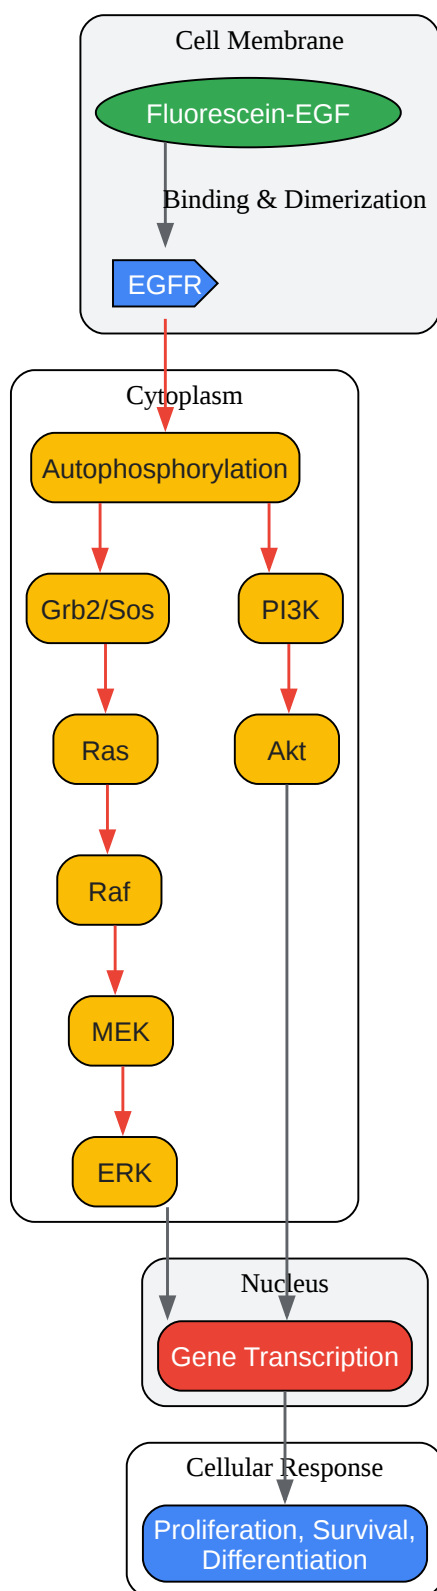 Cell Membrane
Fluorescein-EGF
Binding & Dimerization
EGFR
Cytoplasm
Autophosphorylation
Grb2/Sos
PI3K
Ras
Akt
Raf
MEK
ERK
Nucleus
Gene Transcription
Cellular Response
Proliferation, Survival,
Differentiation